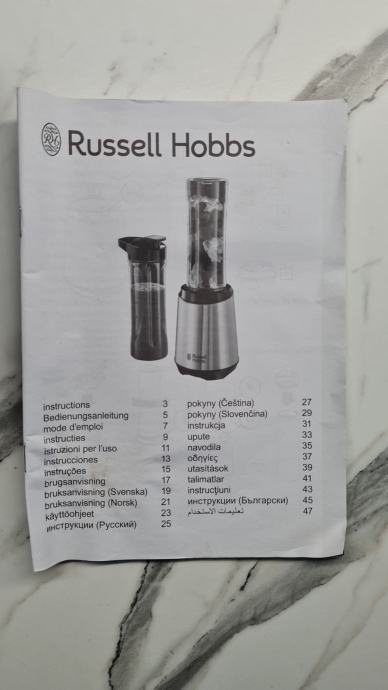 Russell Hobbs
Russell
Hobbs
instructions 3
Bedienungsanleitung 5
mode d'emploi 7
instructies 9
istruzioni per l'uso 11
instrucciones 13
instruções 15
brugsanvisning 17
bruksanvisning (Svenska) 19
bruksanvisning (Norsk) 21
käyttöohjeet 23
инструкции (Русский) 25
pokyny (Čeština) 27
pokyny (Slovenčina) 29
instrukcja 31
upute 33
navodila 35
οδηγίες 37
utasítások 39
talimatlar 41
instrucţiuni 43
инструкции (Български) 45
تعليمات الاستخدام 47